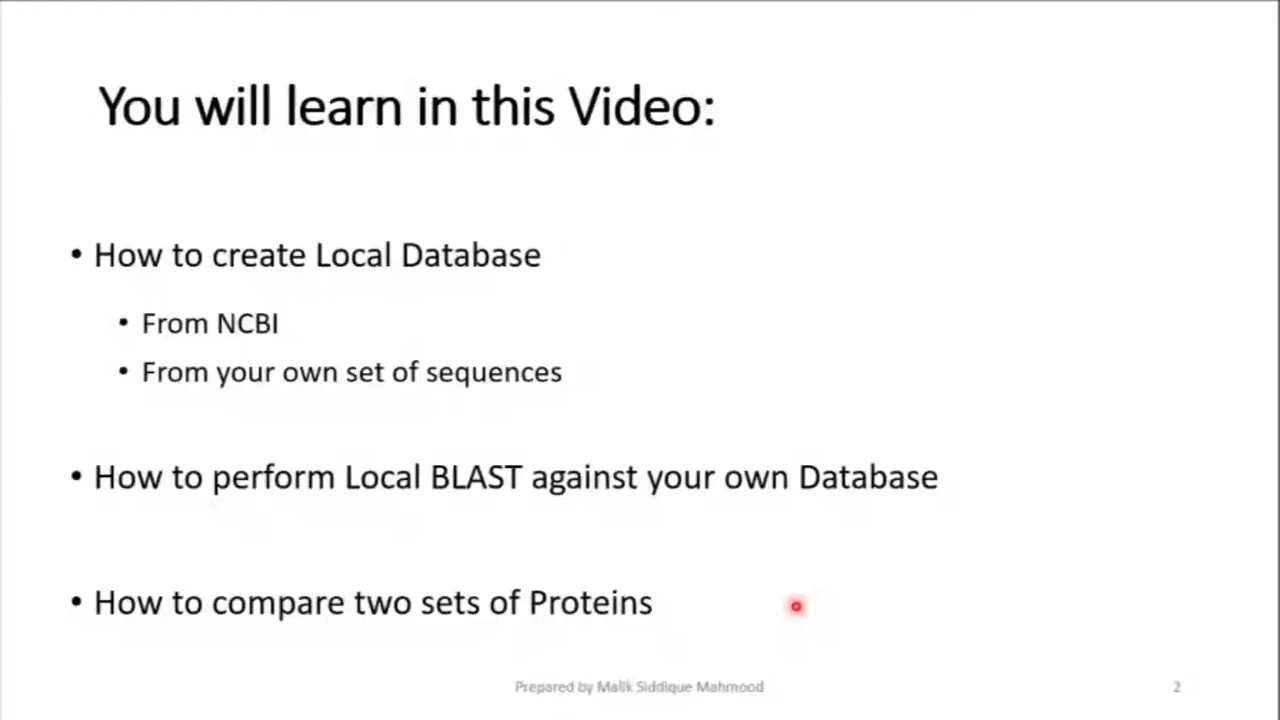 You will learn in this Video:
• How to create Local Database
• From NCBI
• From your own set of sequences
• How to perform Local BLAST against your own Database
• How to compare two sets of Proteins
Prepared by Malik Siddique Mahmood
2